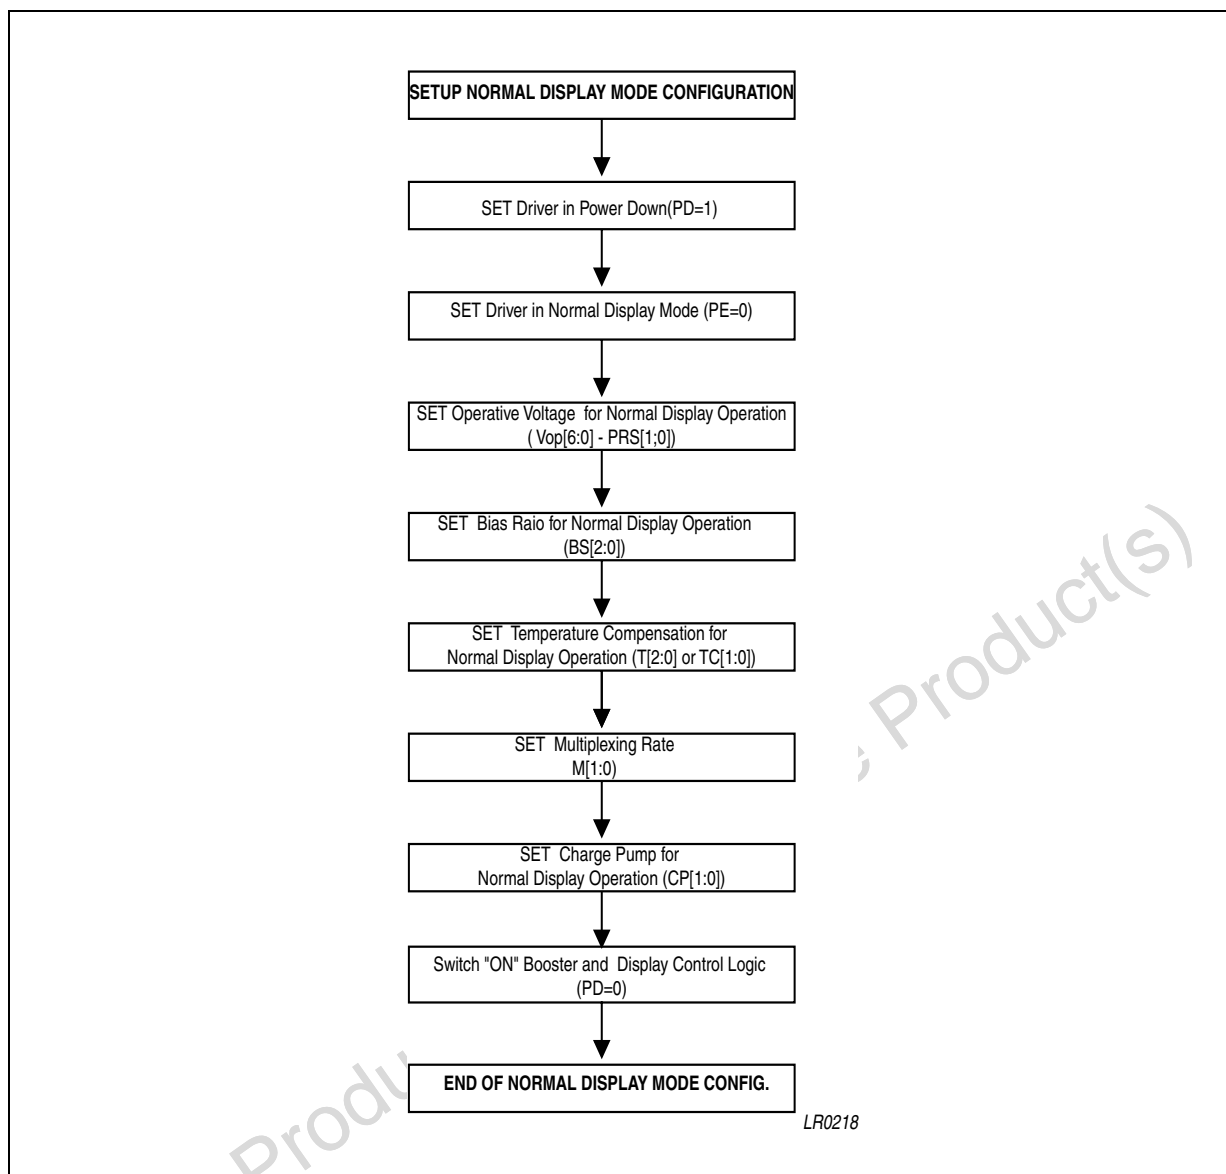 SETUP NORMAL DISPLAY MODE CONFIGURATION
SET Driver in Power Down(PD=1)
SET Driver in Normal Display Mode (PE=0)
SET Operative Voltage for Normal Display Operation
( Vop[6:0] - PRS[1;0])
SET Bias Raio for Normal Display Operation
(BS[2:0])
SET Temperature Compensation for
Normal Display Operation (T[2:0] or TC[1:0])
SET Multiplexing Rate
M[1:0)
SET Charge Pump for
Normal Display Operation (CP[1:0])
Switch "ON" Booster and Display Control Logic
(PD=0)
END OF NORMAL DISPLAY MODE CONFIG.
LR0218
Product(s)